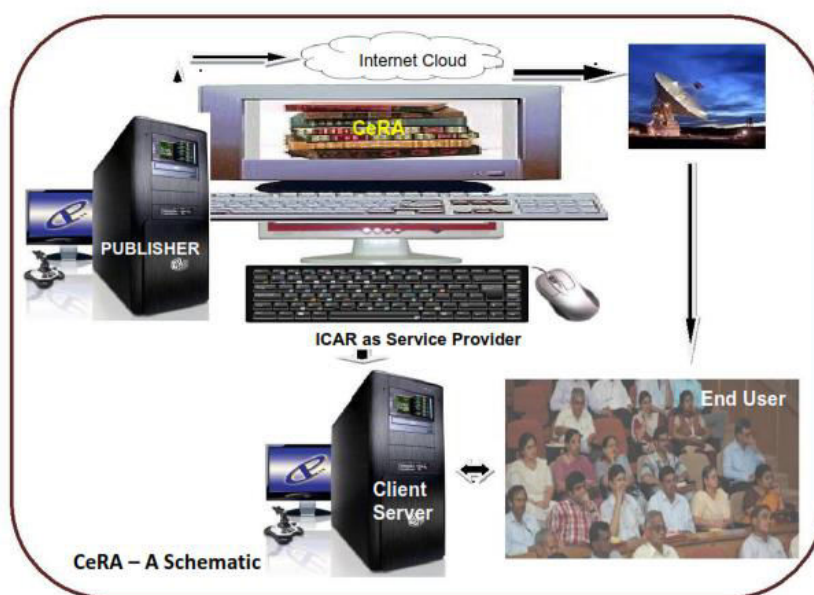 Internet Cloud
CeRA
PUBLISHER
ICAR as Service Provider
End User
Client
Server
CeRA – A Schematic